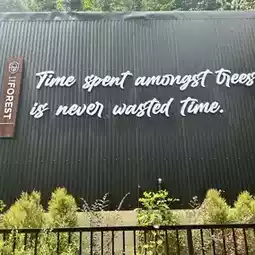 Time spent amongst trees
is never wasted time.
FOREST